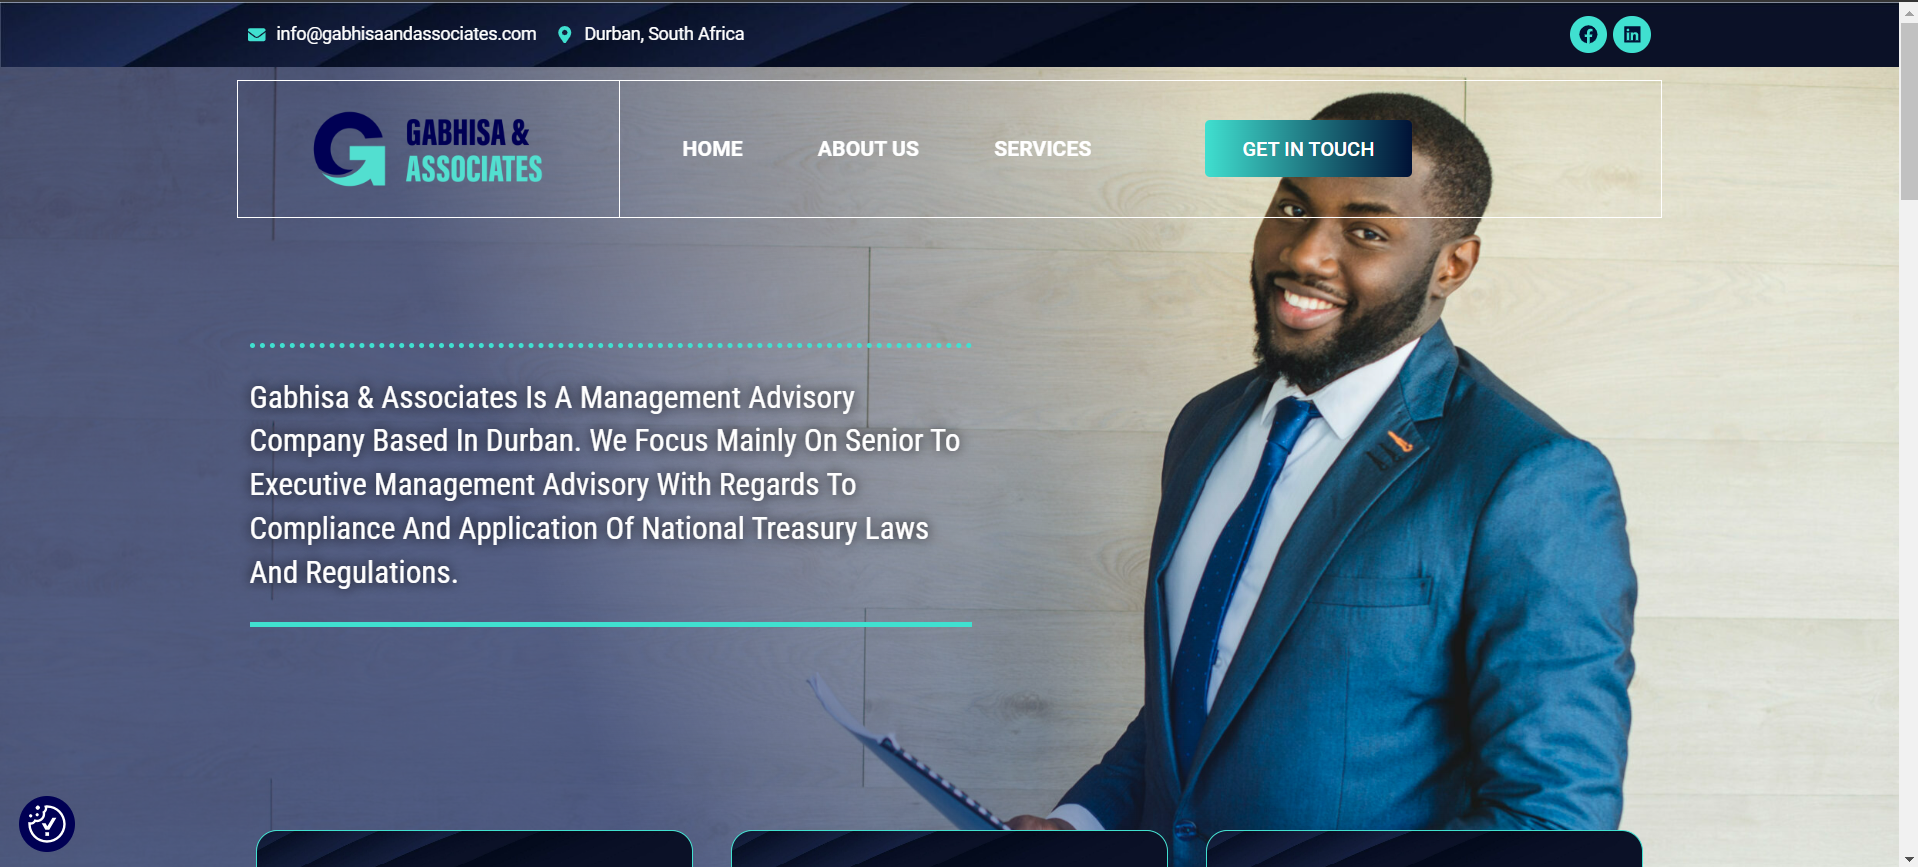 info@gabhisaandassociates.com
Durban, South Africa
GABHISA &
ASSOCIATES
HOME
ABOUT US
SERVICES
GET IN TOUCH
Gabhisa & Associates Is A Management Advisory
Company Based In Durban. We Focus Mainly On Senior To
Executive Management Advisory With Regards To
Compliance And Application Of National Treasury Laws
And Regulations.